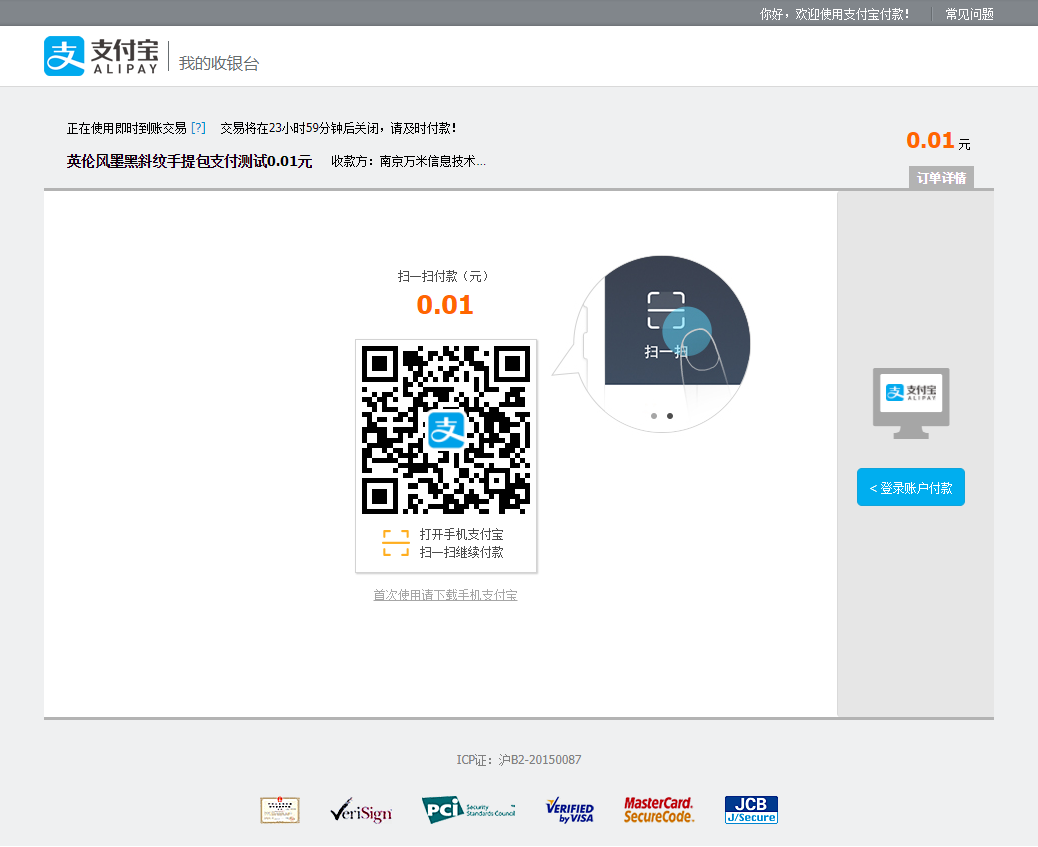 你好，欢迎使用支付宝付款！ 常见问题
支付宝
ALIPAY
我的收银台
正在使用即时到账交易 [?] 交易将在23小时59分钟后关闭，请及时付款！
0.01 元
英伦风墨黑斜纹手提包支付测试0.01元 收款方：南京万米信息技术...
订单详情
扫一扫付款（元）
0.01
支
扫一扫
打开手机支付宝
扫一扫继续付款
首次使用请下载手机支付宝
支付宝
ALIPAY
< 登录账户付款
ICP证：沪B2-20150087
VeriSign
PCI Security Standards Council
VERIFIED by VISA
MasterCard. SecureCode.
JCB J/Secure